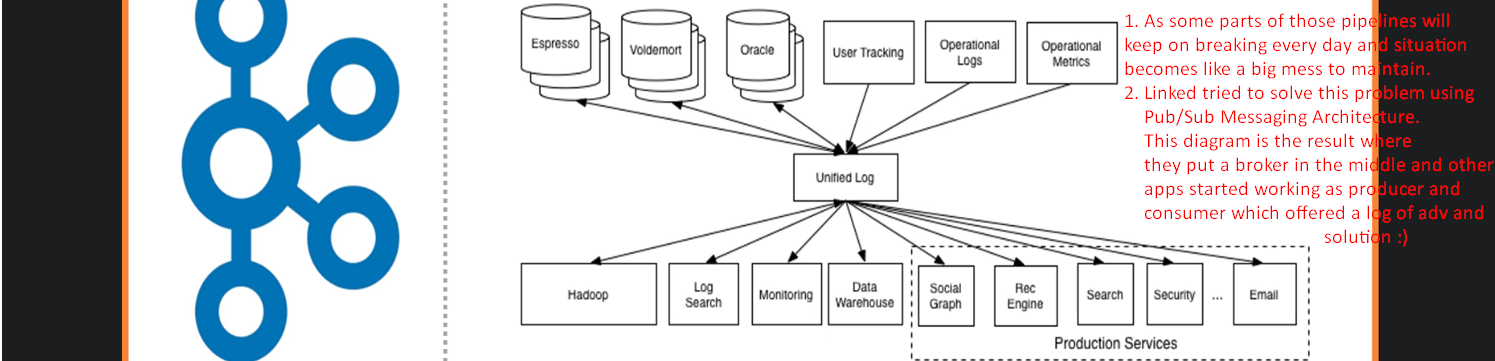 Espresso
Voldemort
Oracle
User Tracking
Operational
Logs
Operational
Metrics
1. As some parts of those pipelines will
keep on breaking every day and situation
becomes like a big mess to maintain.
2. Linked tried to solve this problem using
Pub/Sub Messaging Architecture.
This diagram is the result where
they put a broker in the middle and other
apps started working as producer and
consumer which offered a log of adv and
solution :)
Unified Log
Hadoop
Log
Search
Monitoring
Data
Warehouse
Social
Graph
Rec
Engine
Search
Security
...
Email
Production Services